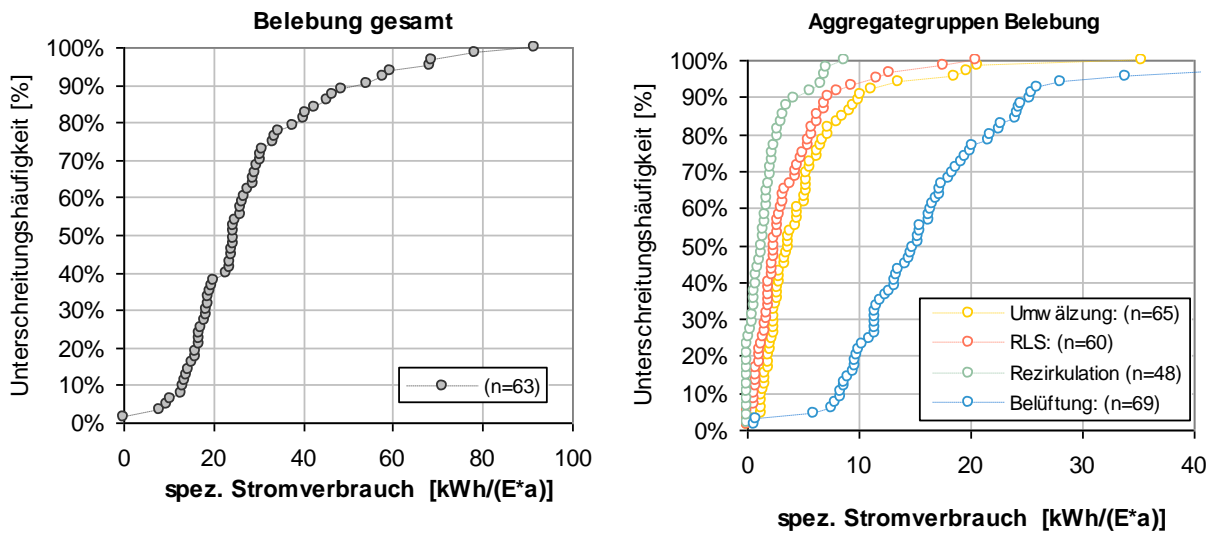 Belebung gesamt
Unterschreitungshäufigkeit [%]
100%
90%
80%
70%
60%
50%
40%
30%
20%
10%
0%
(n=63)
0 20 40 60 80 100
spez. Stromverbrauch [kWh/(E*a)]
Aggregategruppen Belebung
Unterschreitungshäufigkeit [%]
100%
90%
80%
70%
60%
50%
40%
30%
20%
10%
0%
Umwälzung: (n=65)
RLS: (n=60)
Rezirkulation (n=48)
Belüftung: (n=69)
0 10 20 30 40
spez. Stromverbrauch [kWh/(E*a)]